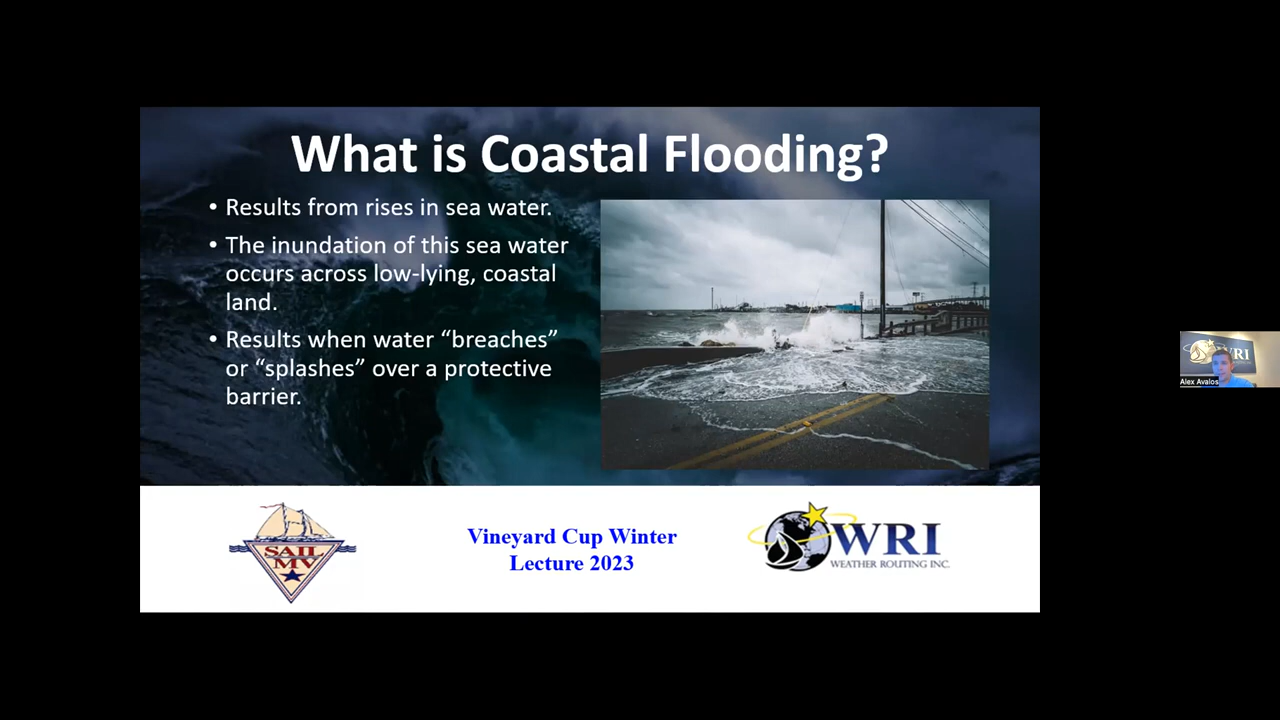 What is Coastal Flooding?
• Results from rises in sea water.
• The inundation of this sea water
occurs across low-lying, coastal
land.
• Results when water “breaches”
or “splashes” over a protective
barrier.
SAIL
MV
Vineyard Cup Winter
Lecture 2023
WRI
WEATHER ROUTING INC.
WRI
Alex Avalos